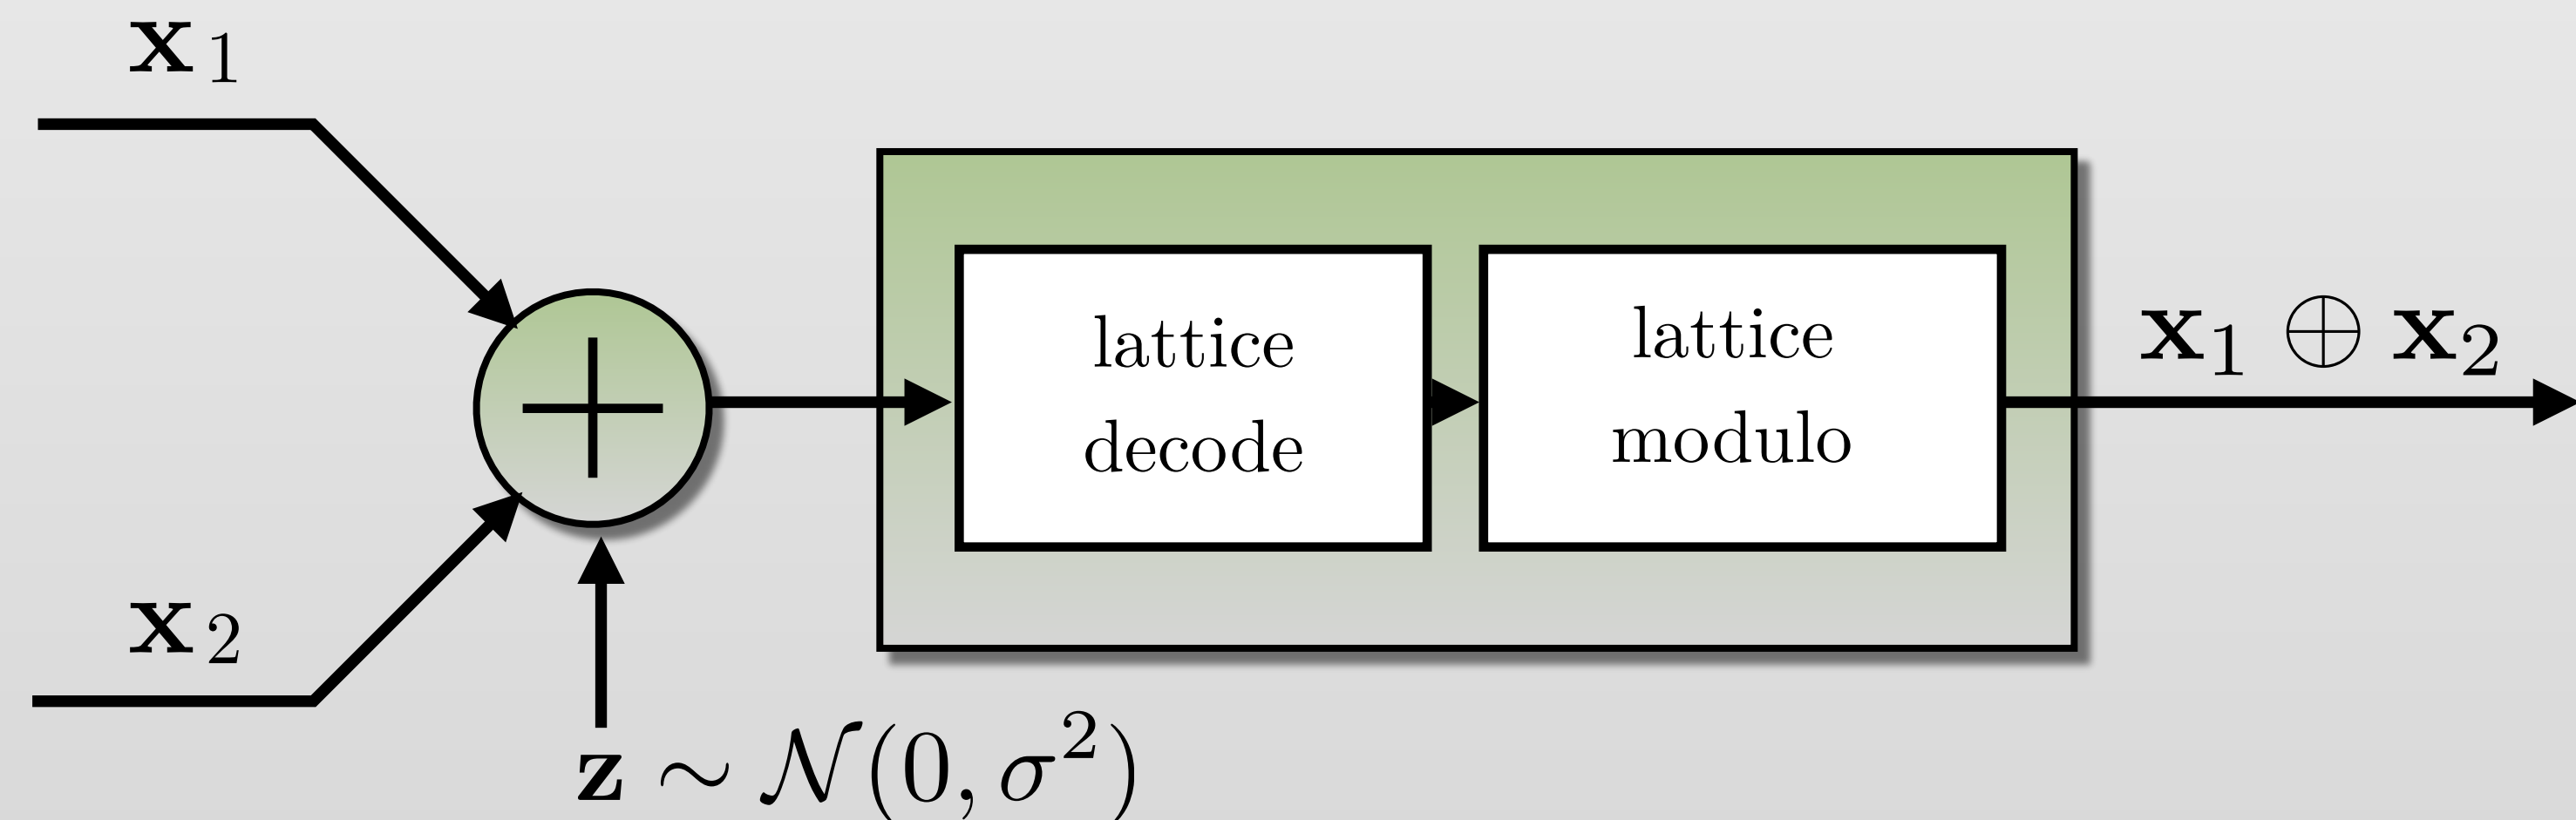 x₁
lattice
decode
lattice
modulo
x₁ ⊕ x₂
x₂
z ∼ 𝒩(0, σ²)